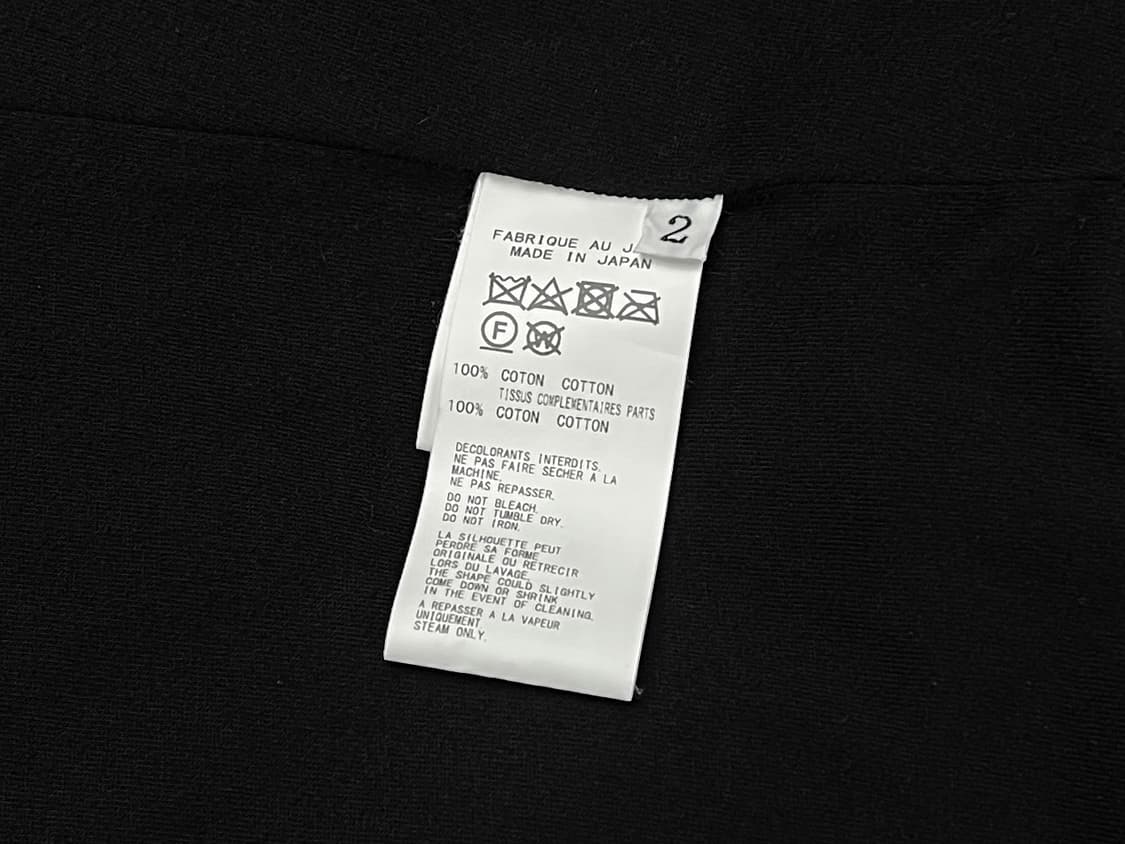 2
FABRIQUE AU
MADE IN JAPAN
F W
100% COTON COTTON
TISSUS COMPLEMENTAIRES PARTS
100% COTON COTTON
DECOLORANTS INTERDITS.
NE PAS FAIRE SECHER A LA
MACHINE.
NE PAS REPASSER.
DO NOT BLEACH.
DO NOT TUMBLE DRY.
DO NOT IRON.
LA SILHOUETTE PEUT
PERDRE SA FORME
ORIGINALE OU RETRECIR
LORS DU LAVAGE.
THE SHAPE COULD SLIGHTLY
COME DOWN OR SHRINK
IN THE EVENT OF CLEANING.
A REPASSER A LA VAPEUR
UNIQUEMENT.
STEAM ONLY.